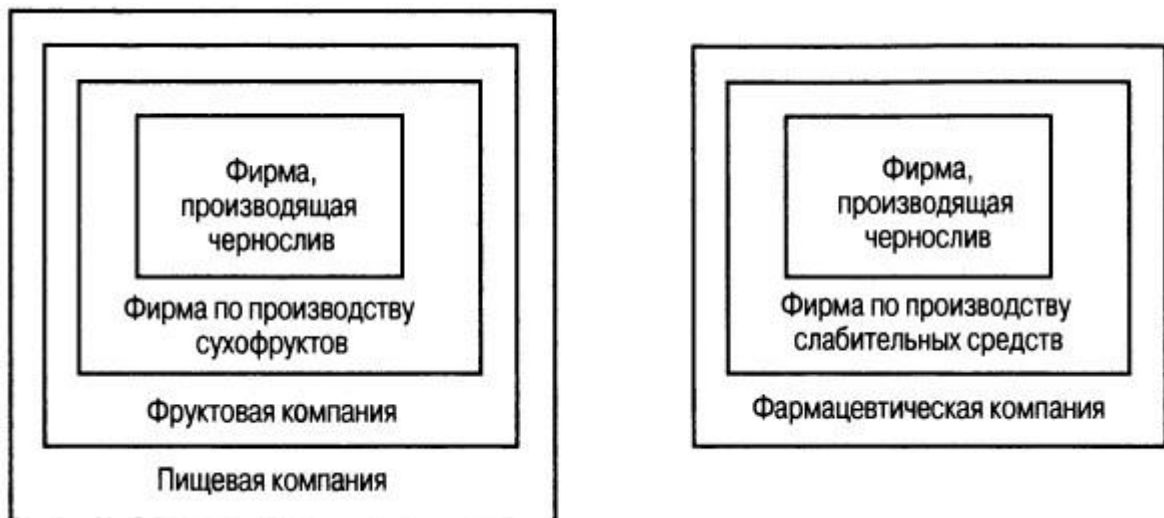 Фирма,
производящая
чернослив
Фирма по производству
сухофруктов
Фруктовая компания
Пищевая компания
Фирма,
производящая
чернослив
Фирма по производству
слабительных средств
Фармацевтическая компания